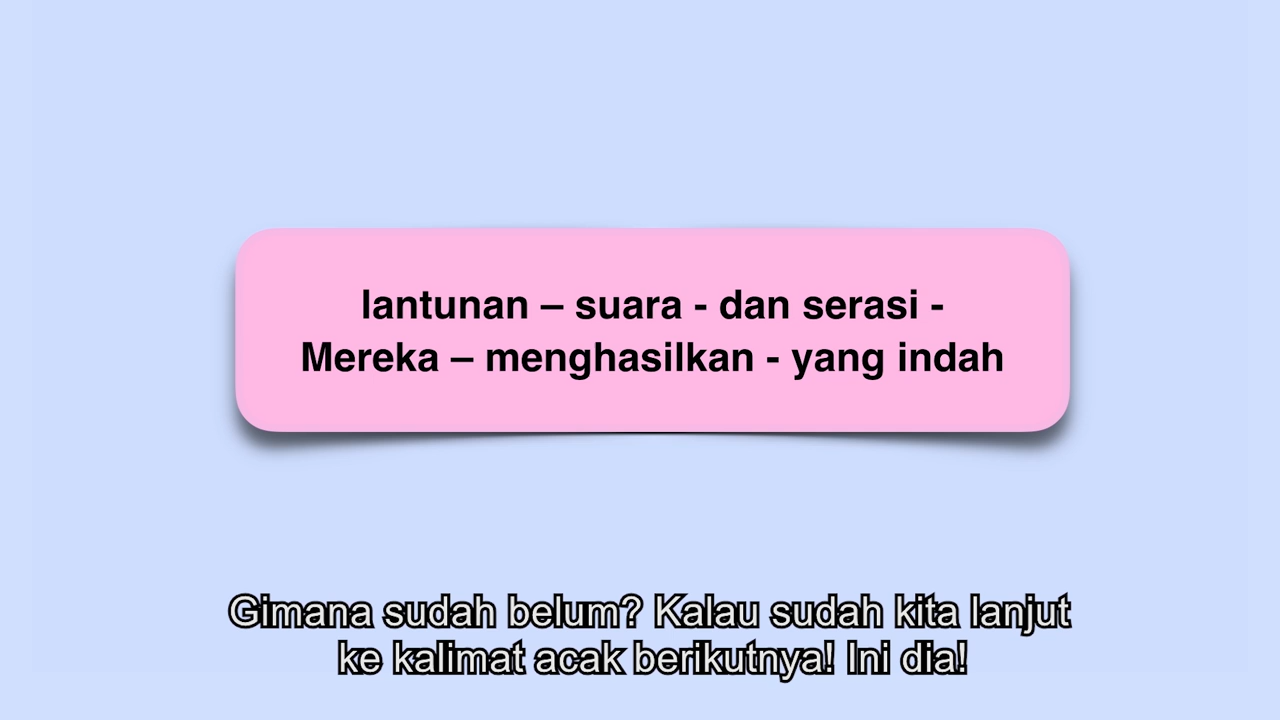 lantunan – suara - dan serasi -
Mereka – menghasilkan - yang indah
Gimana sudah belum? Kalau sudah kita lanjut
ke kalimat acak berikutnya! Ini dia!